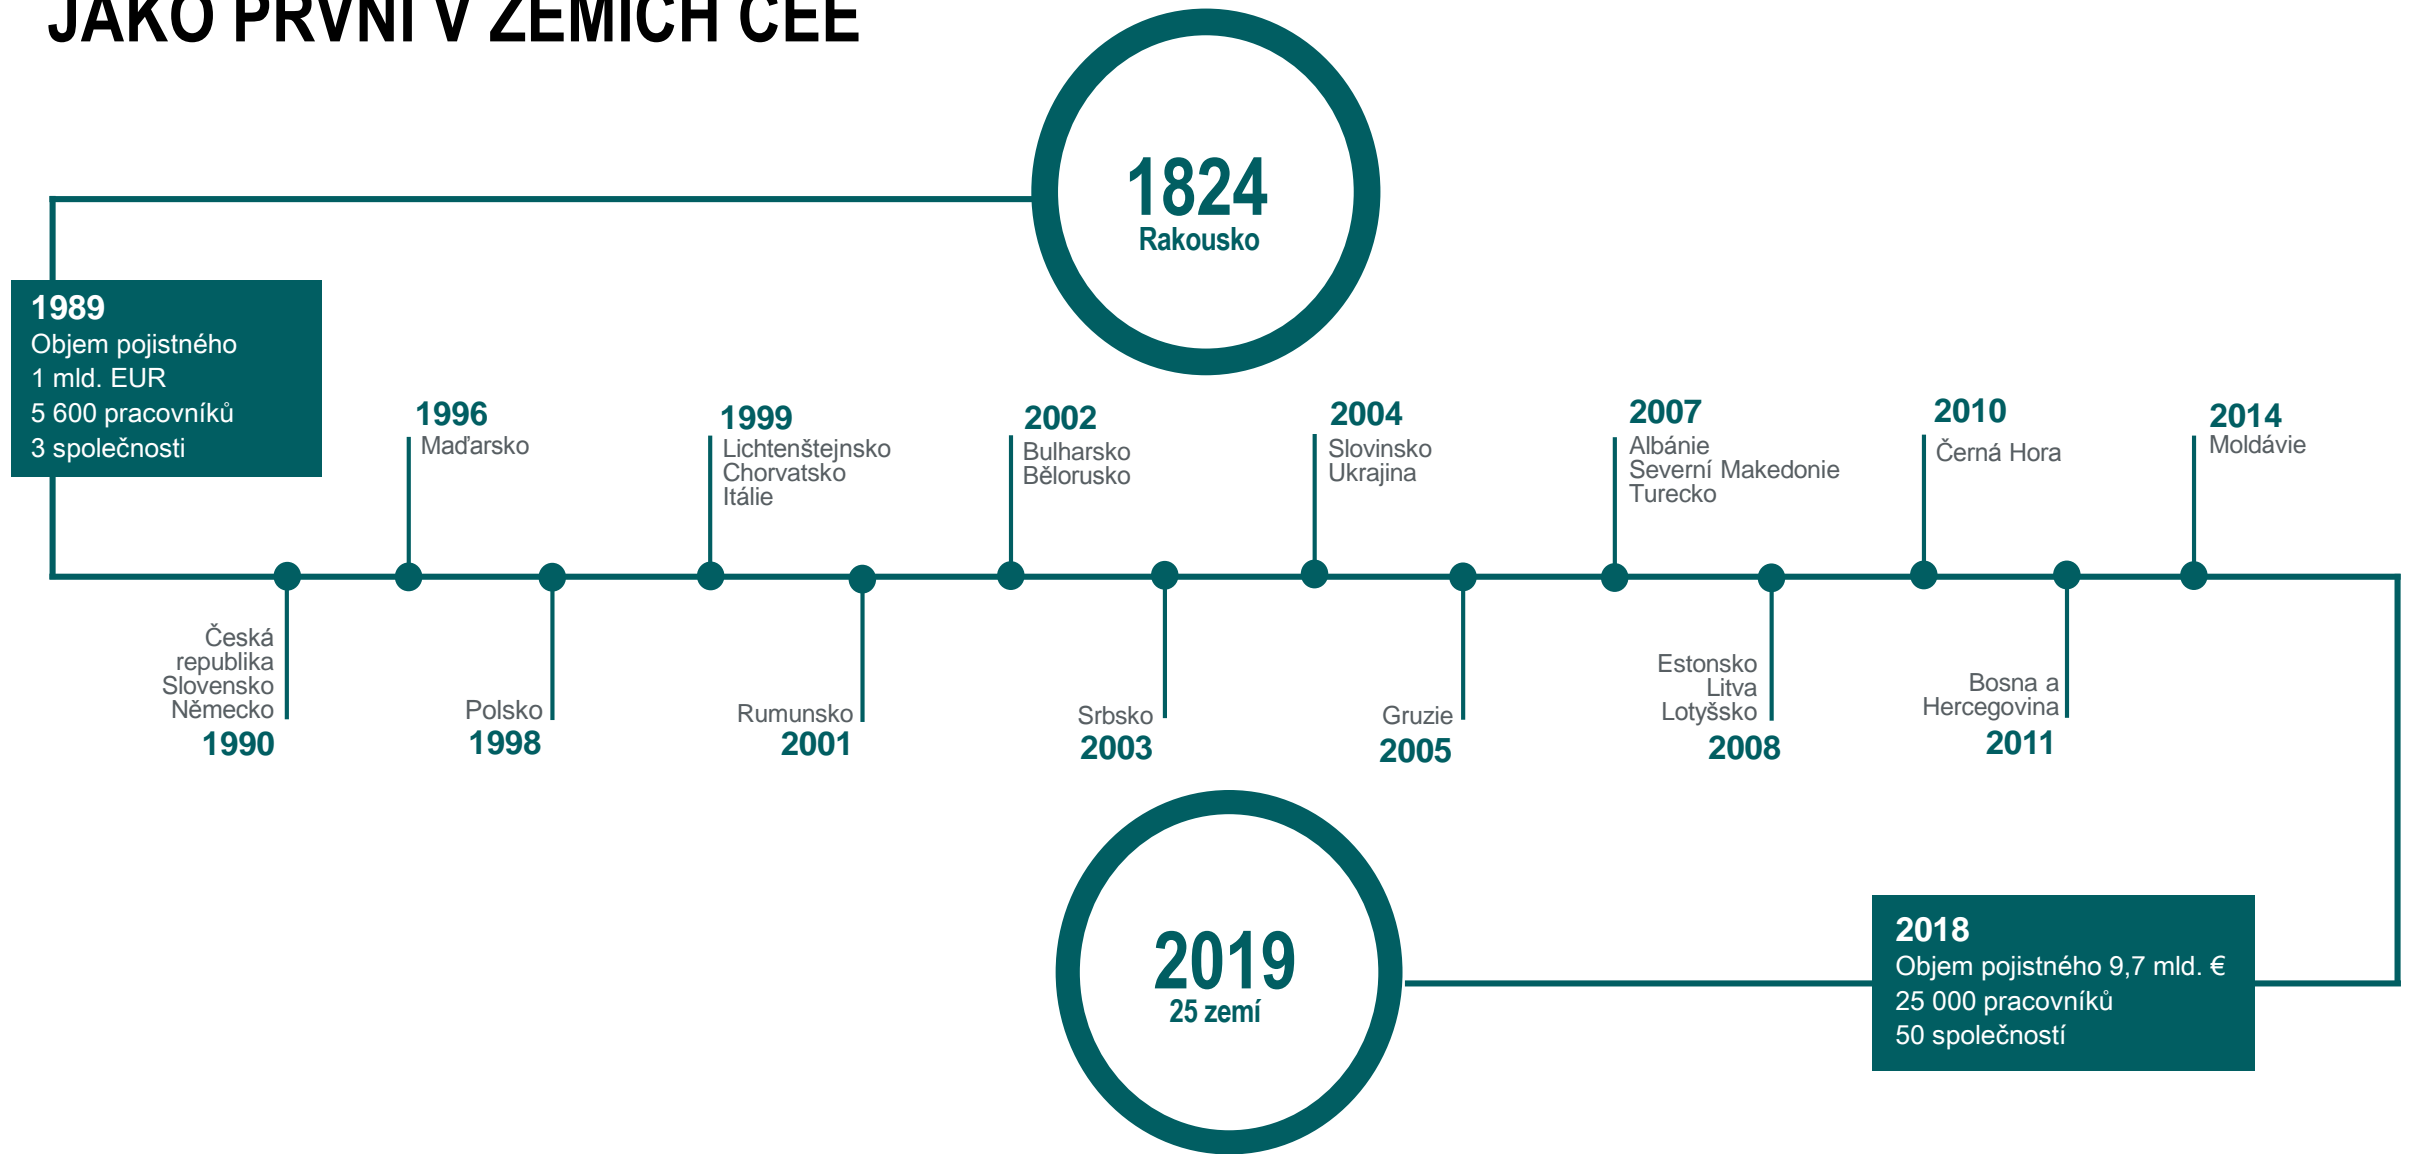 JAKO PRVNÍ V ZEMÍCH CEE
1824
Rakousko
1989
Objem pojistného
1 mld. EUR
5 600 pracovníků
3 společnosti
1996
Maďarsko
1999
Lichtenštejnsko
Chorvatsko
Itálie
2002
Bulharsko
Bělorusko
2004
Slovinsko
Ukrajina
2007
Albánie
Severní Makedonie
Turecko
2010
Černá Hora
2014
Moldávie
Česká
republika
Slovensko
Německo
1990
Polsko
1998
Rumunsko
2001
Srbsko
2003
Gruzie
2005
Estonsko
Litva
Lotyšsko
2008
Bosna a
Hercegovina
2011
2019
25 zemí
2018
Objem pojistného 9,7 mld. €
25 000 pracovníků
50 společností